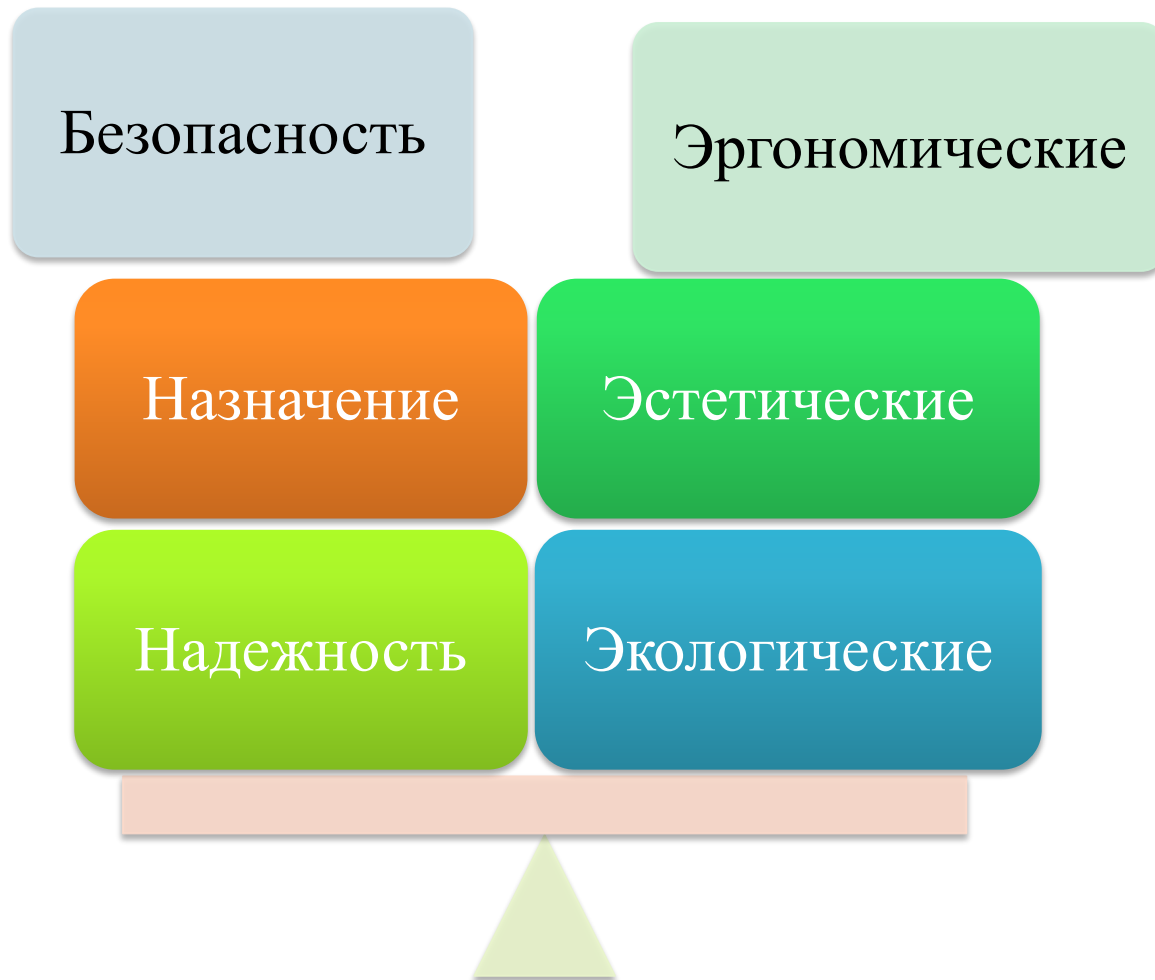 Безопасность
Эргономические
Назначение
Эстетические
Надежность
Экологические